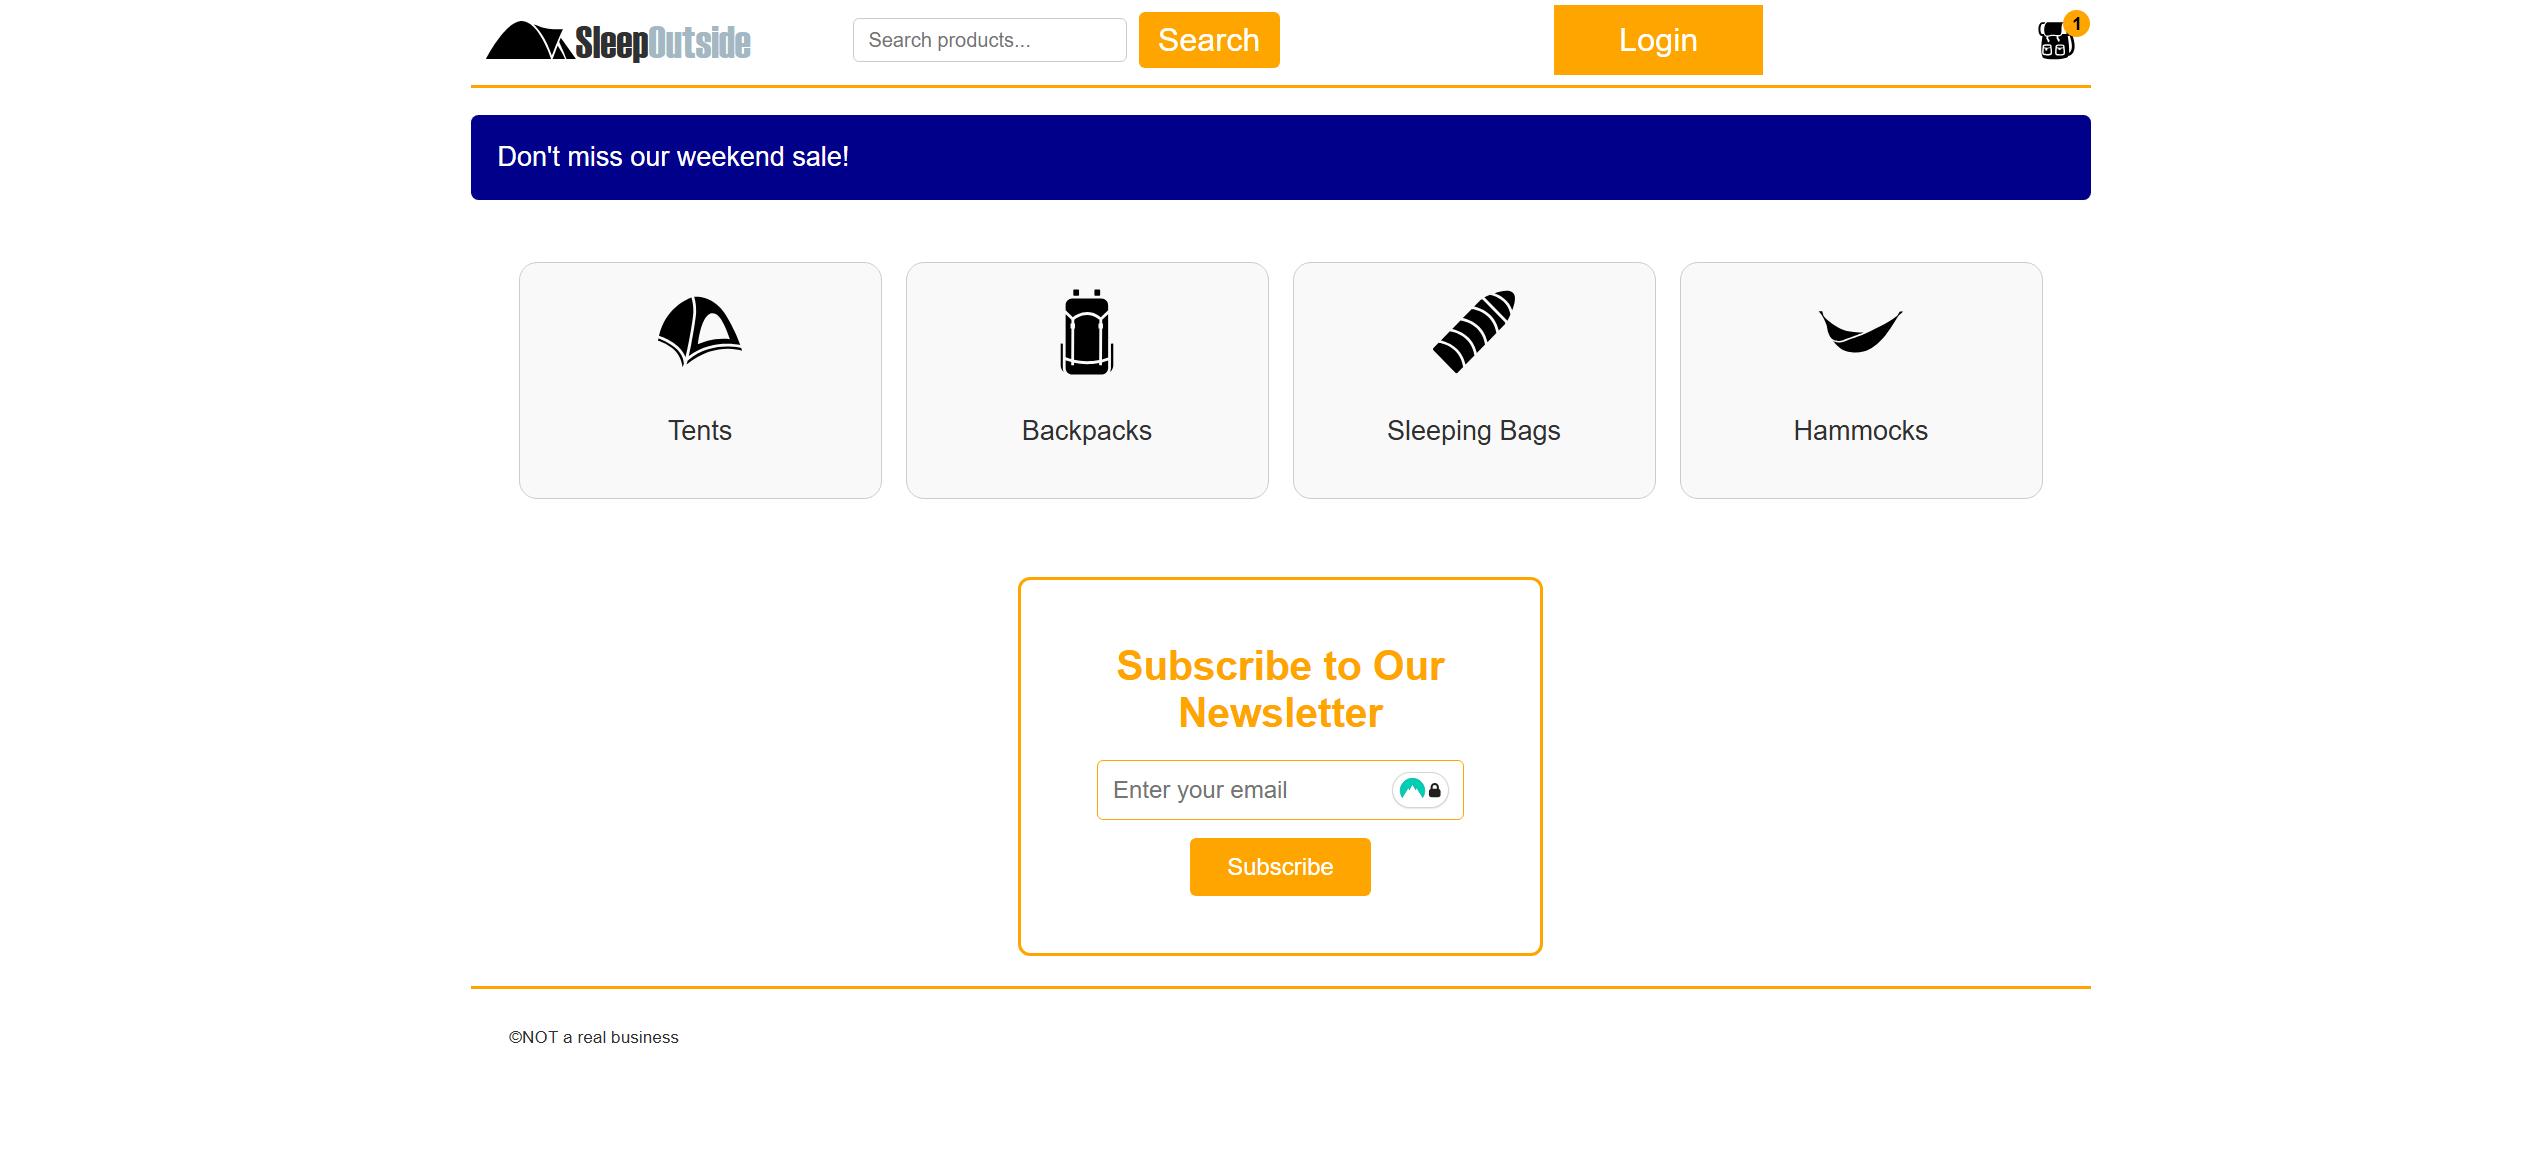 SleepOutside
Search products...
Search
Login
1
Don't miss our weekend sale!
Tents
Backpacks
Sleeping Bags
Hammocks
Subscribe to Our
Newsletter
Enter your email
Subscribe
©NOT a real business